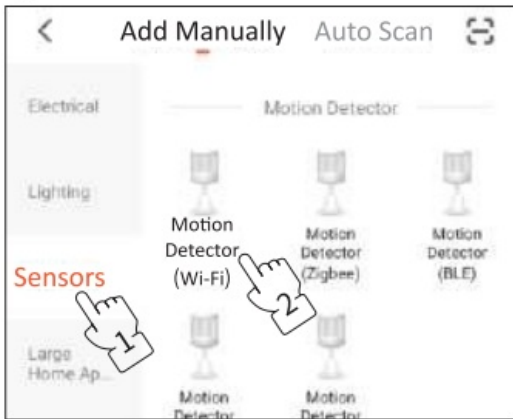 Add Manually Auto Scan
Electrical
Motion Detector
Lighting
Motion
Detector
(Wi-Fi)
Motion
Detector
(Zigbee)
Motion
Detector
(BLE)
Sensors
1
2
Large
Home Ap...
Motion
Detector
Motion
Detector